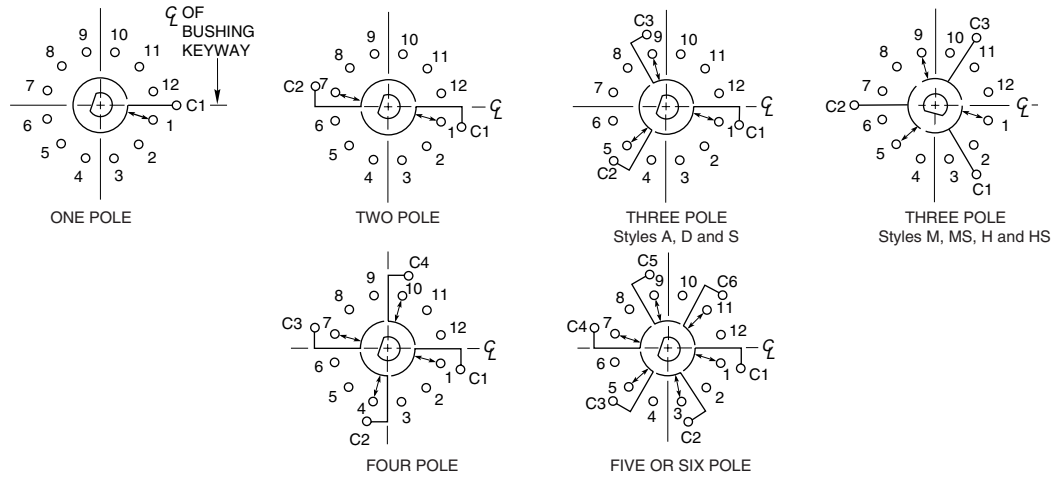 ℄ OF
BUSHING
KEYWAY
9
10
8
11
7
12
C1
6
1
5
2
4
3
ONE POLE
9
10
8
11
C2
7
12
℄
6
1
C1
5
2
4
3
TWO POLE
C3
9
10
8
11
7
12
℄
6
1
C1
5
2
C2
4
3
THREE POLE
Styles A, D and S
C3
9
10
8
11
7
12
C2
℄
6
1
5
2
4
3
C1
THREE POLE
Styles M, MS, H and HS
C4
9
10
8
11
C3
7
12
℄
6
1
C1
5
2
4
3
C2
FOUR POLE
C5
9
10
C6
8
11
C4
7
12
℄
6
1
C1
5
2
C3
4
3
C2
FIVE OR SIX POLE